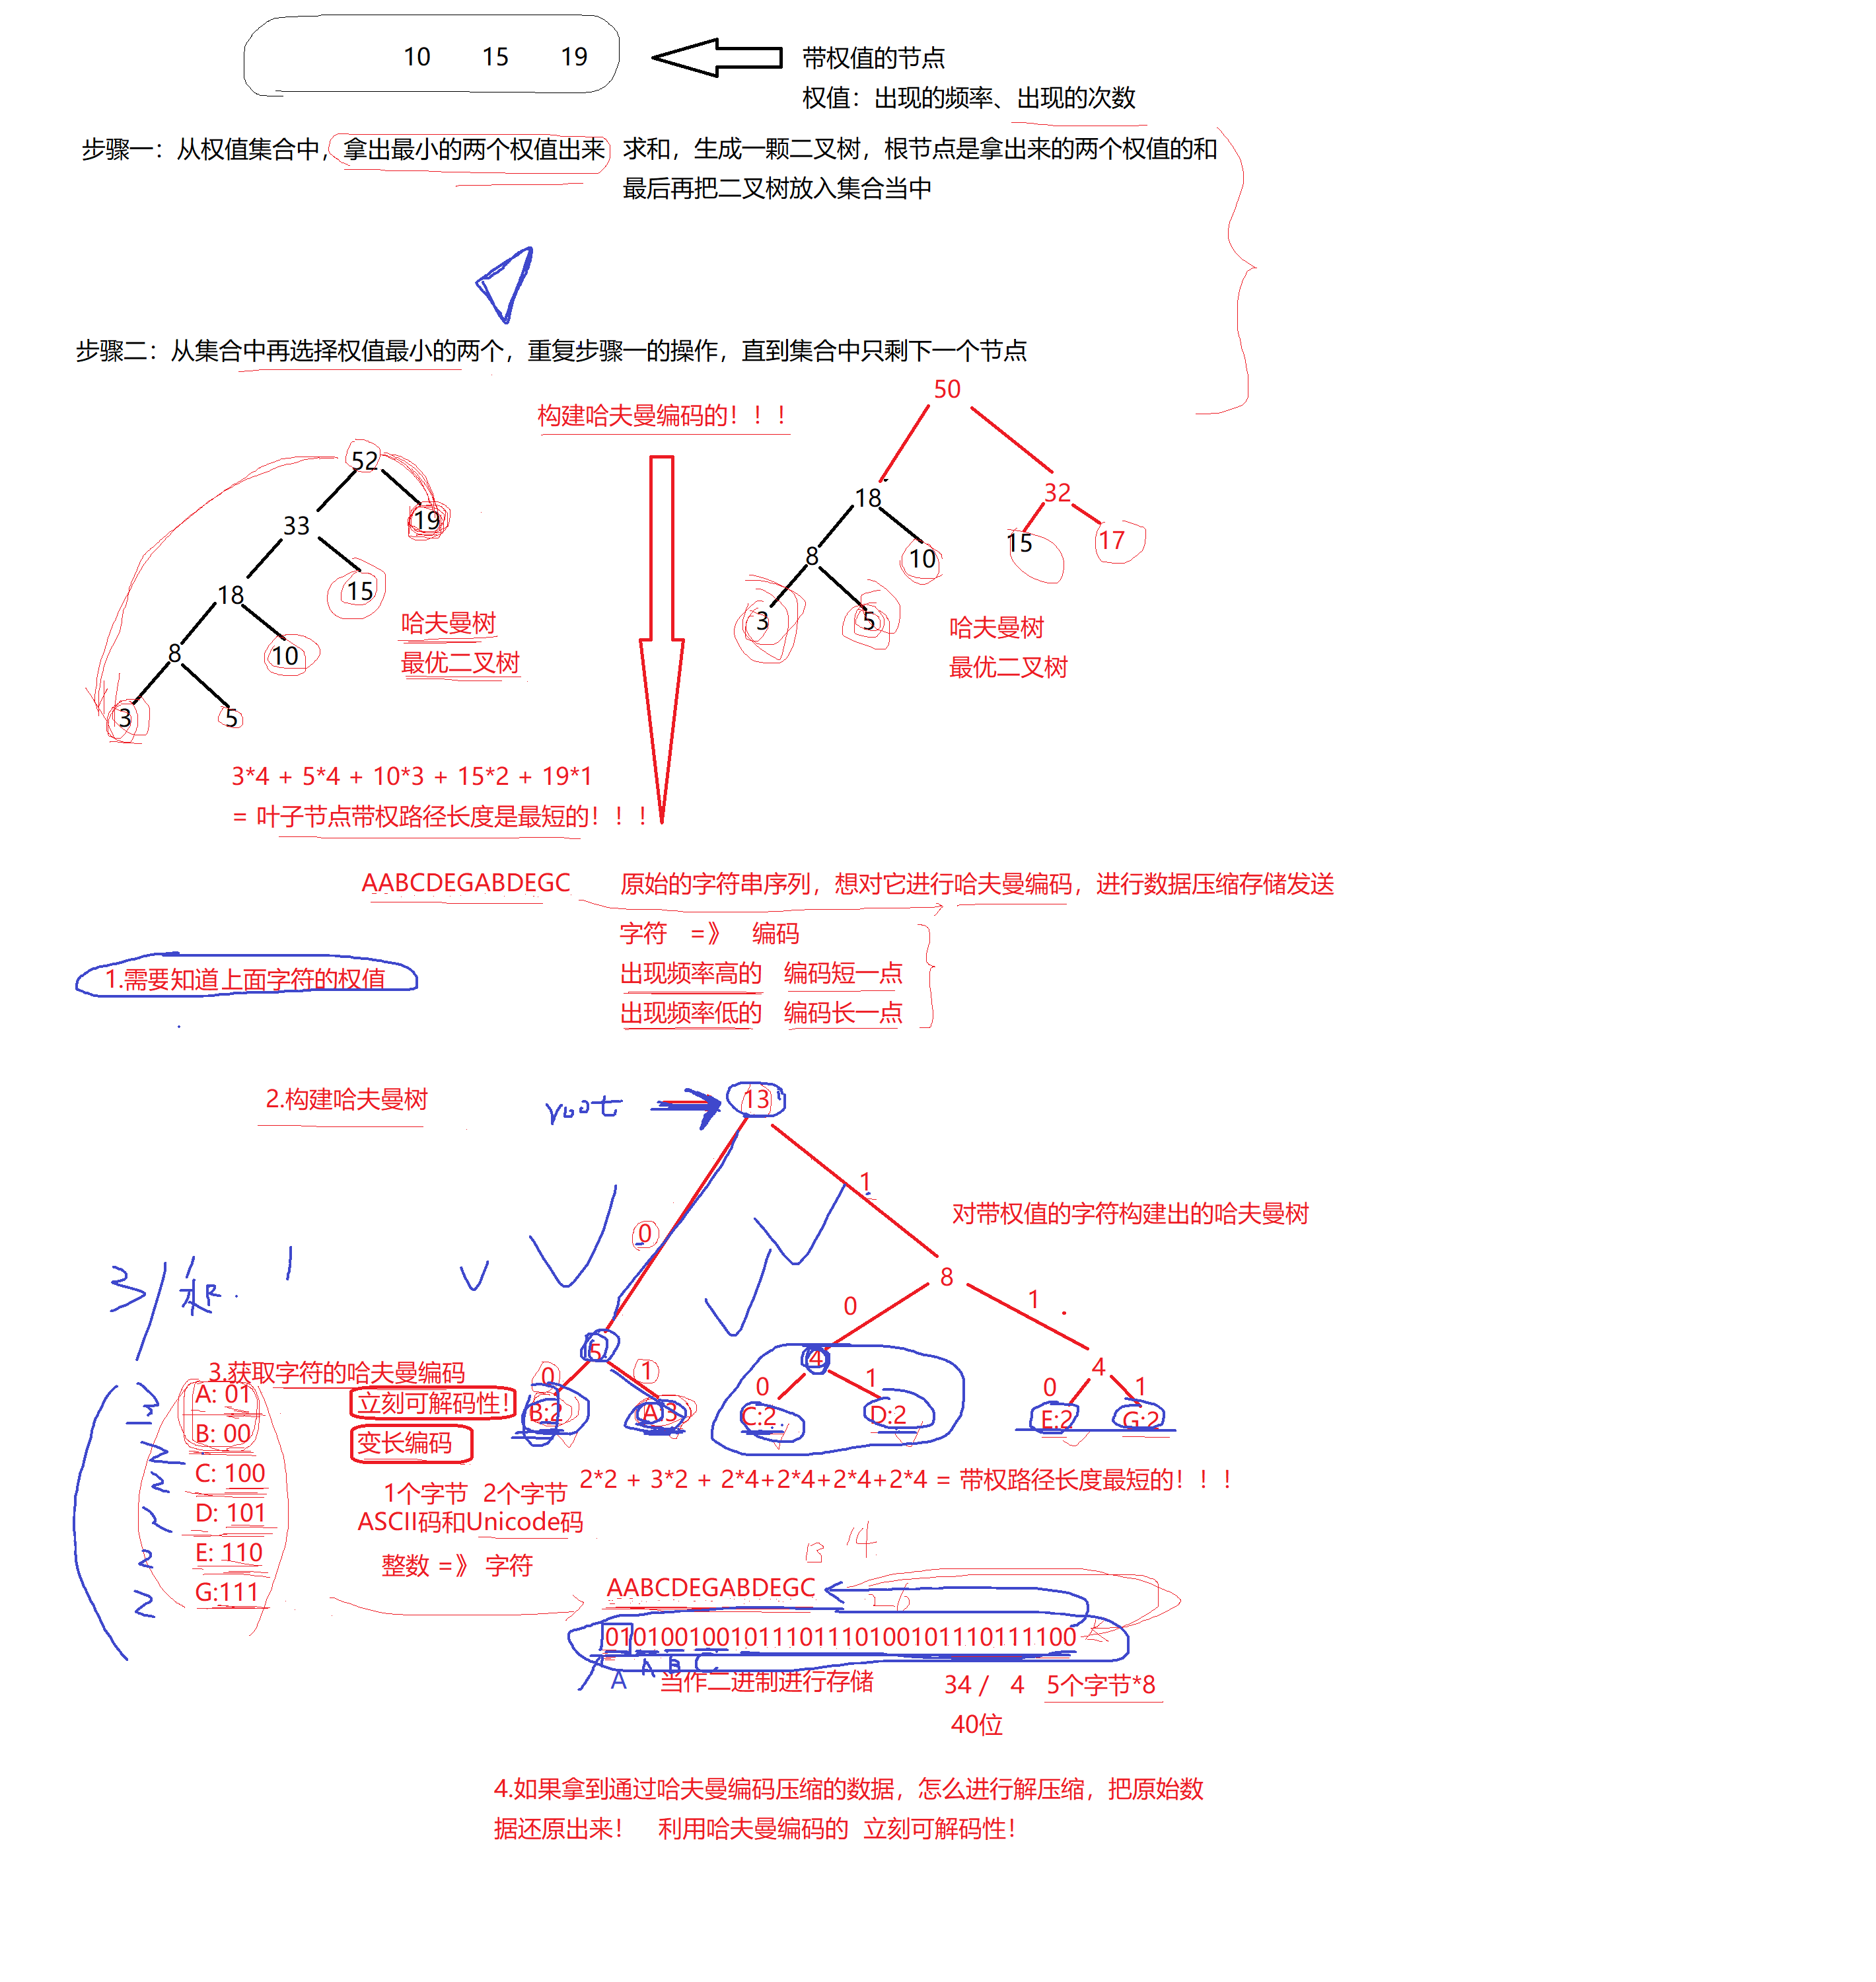 10 15 19
带权值的节点
权值：出现的频率、出现的次数
步骤一：从权值集合中，拿出最小的两个权值出来 求和，生成一颗二叉树，根节点是拿出来的两个权值的和
最后再把二叉树放入集合当中
步骤二：从集合中再选择权值最小的两个，重复步骤一的操作，直到集合中只剩下一个节点
构建哈夫曼编码的！！！
52
33 19
18 15
8 10
3 5
哈夫曼树
最优二叉树
50
18 32
8 10 15 17
3 5
哈夫曼树
最优二叉树
3*4 + 5*4 + 10*3 + 15*2 + 19*1
= 叶子节点带权路径长度是最短的！！！
AABCDEGABDEGC 原始的字符串序列，想对它进行哈夫曼编码，进行数据压缩存储发送
字符 =》 编码
出现频率高的 编码短一点
出现频率低的 编码长一点
1.需要知道上面字符的权值
2.构建哈夫曼树
root
13
0 1
对带权值的字符构建出的哈夫曼树
8
0 1
5 4 4
0 1 0 1 0 1
B:2 A:3 C:2 D:2 E:2 G:2
3.获取字符的哈夫曼编码
A: 01
B: 00
C: 100
D: 101
E: 110
G:111
3
2
2
2
2
2
立刻可解码性！
变长编码
2*2 + 3*2 + 2*4+2*4+2*4+2*4 = 带权路径长度最短的！！！
1个字节 2个字节
ASCII码和Unicode码
整数 =》 字符
13 14
AABCDEGABDEGC
26
0101001001011101110100101110111100
A A B C
当作二进制进行存储
34 / 4 5个字节*8
40位
4.如果拿到通过哈夫曼编码压缩的数据，怎么进行解压缩，把原始数
据还原出来！ 利用哈夫曼编码的 立刻可解码性！